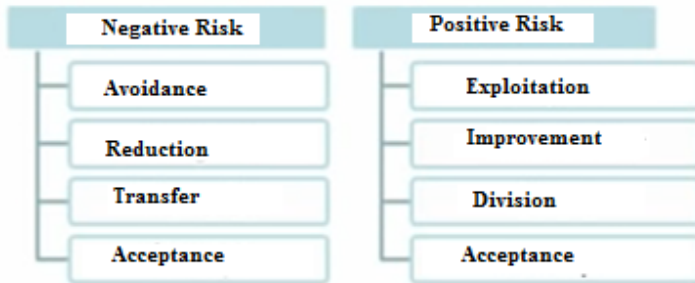 Negative Risk
Avoidance
Reduction
Transfer
Acceptance
Positive Risk
Exploitation
Improvement
Division
Acceptance